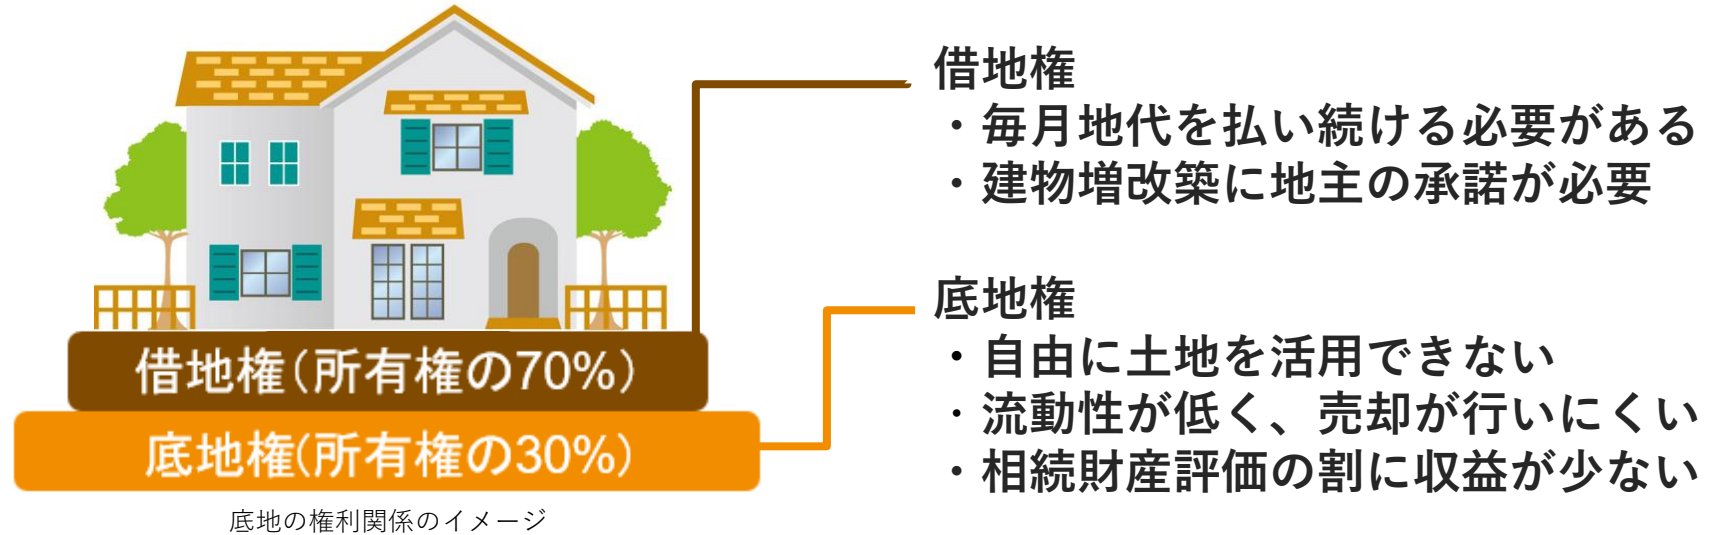 借地権
・毎月地代を払い続ける必要がある
・建物増改築に地主の承諾が必要
底地権
・自由に土地を活用できない
・流動性が低く、売却が行いにくい
・相続財産評価の割に収益が少ない
借地権(所有権の70%)
底地権(所有権の30%)
底地の権利関係のイメージ